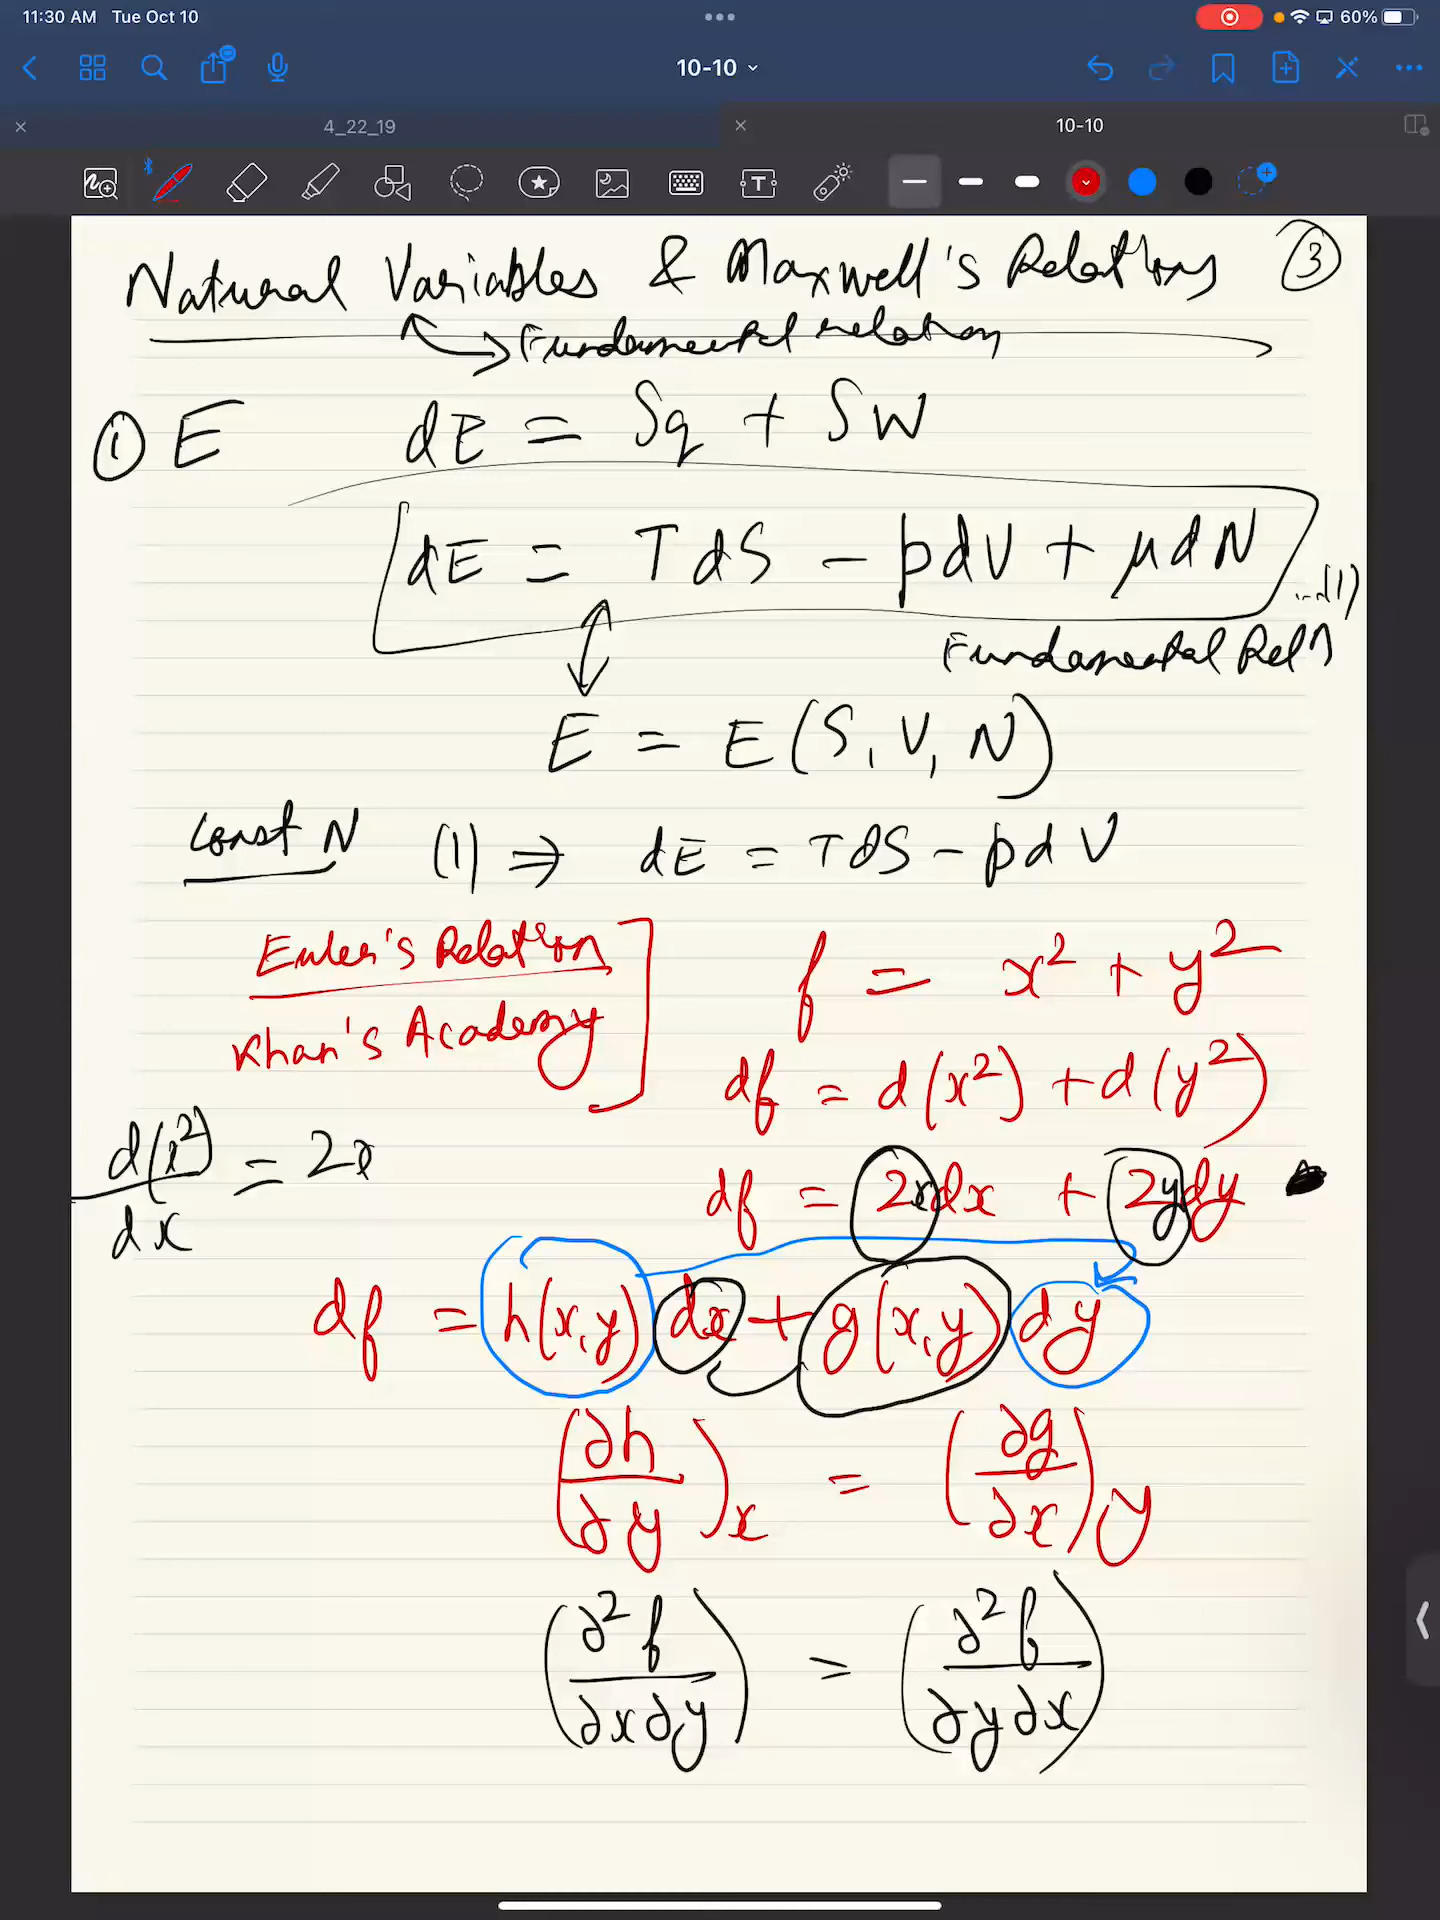 11:30 AM Tue Oct 10
60%
10-10
4_22_19
10-10
Natural Variables & Maxwell's Relations ③
Fundamental relation
① E dE = δq + δW
dE = TdS − pdV + μdN ...(1)
Fundamental Reln
E = E(S, V, N)
Const N (1) ⇒ dE = TdS − pdV
Euler's Relation
Khan's Academy
f = x² + y²
df = d(x²) + d(y²)
d(x²)/dx = 2x
df = 2xdx + 2ydy
df = h(x,y) dx + g(x,y) dy
(∂h/∂y)x = (∂g/∂x)y
(∂²f/∂x∂y) = (∂²f/∂y∂x)